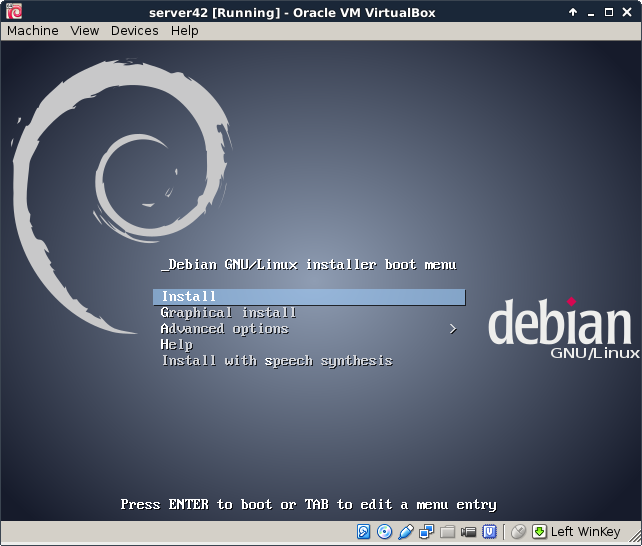 server42 [Running] - Oracle VM VirtualBox
Machine View Devices Help
_Debian GNU/Linux installer boot menu
Install
Graphical install
Advanced options >
Help
Install with speech synthesis
debian
GNU/Linux
Press ENTER to boot or TAB to edit a menu entry
Left WinKey